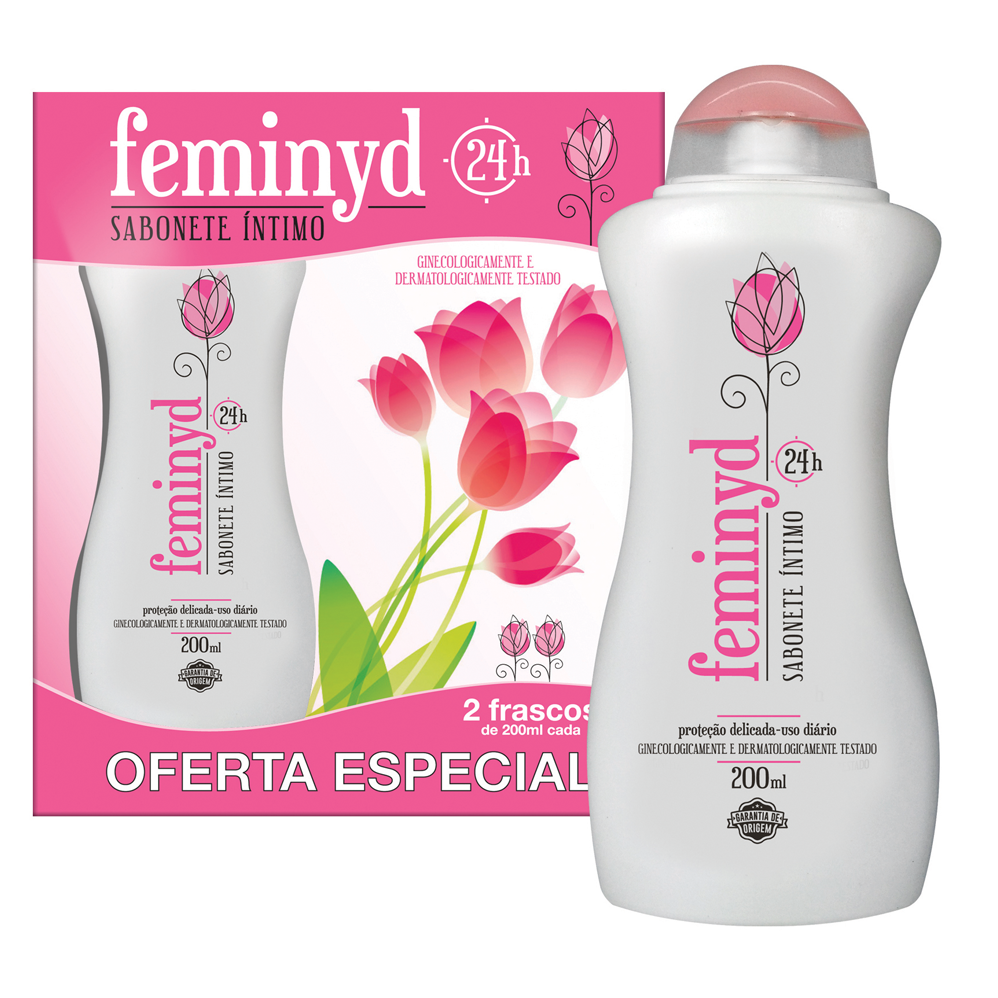 feminyd
24h
SABONETE ÍNTIMO
GINECOLOGICAMENTE E
DERMATOLOGICAMENTE TESTADO
feminyd
24h
SABONETE ÍNTIMO
proteção delicada-uso diário
GINECOLOGICAMENTE E DERMATOLOGICAMENTE TESTADO
200ml
GARANTIA DE
ORIGEM
2 frascos
de 200ml cada
OFERTA ESPECIAL
feminyd
24h
SABONETE ÍNTIMO
proteção delicada-uso diário
GINECOLOGICAMENTE E DERMATOLOGICAMENTE TESTADO
200ml
GARANTIA DE
ORIGEM